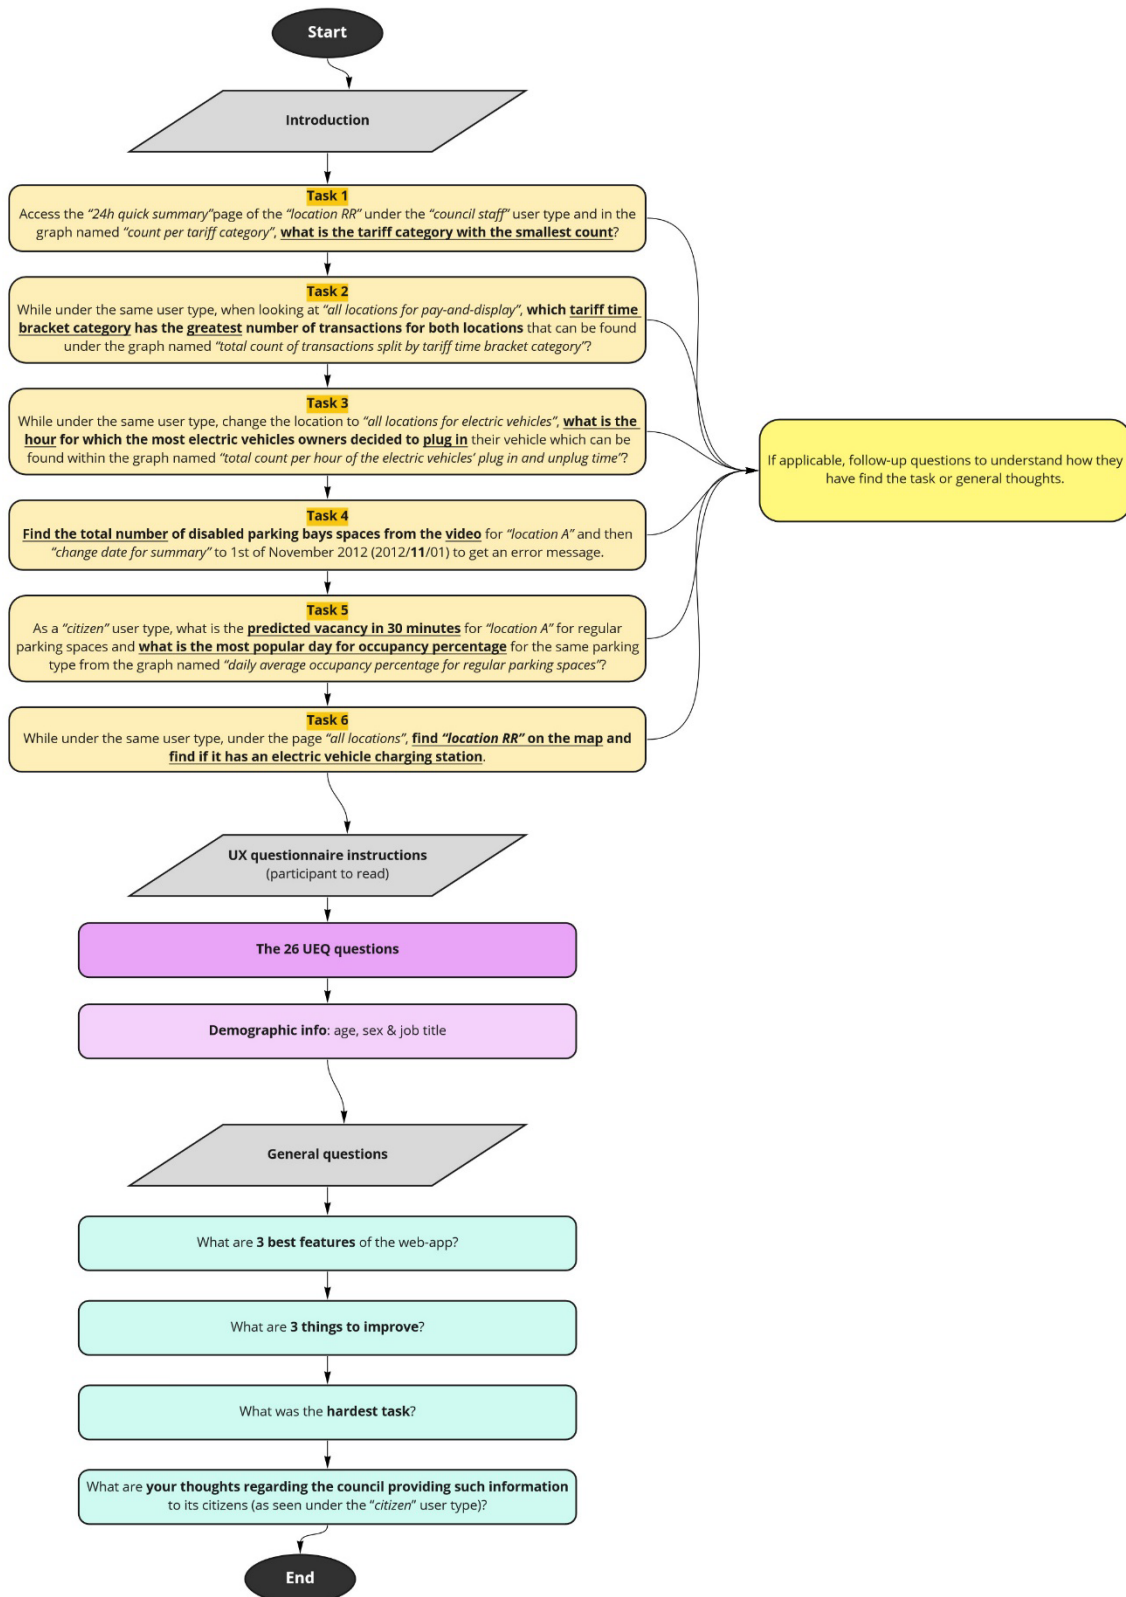 Start
Introduction
Task 1
Access the “24h quick summary”page of the “location RR” under the “council staff” user type and in the
graph named “count per tariff category”, what is the tariff category with the smallest count?
Task 2
While under the same user type, when looking at “all locations for pay-and-display”, which tariff time
bracket category has the greatest number of transactions for both locations that can be found
under the graph named “total count of transactions split by tariff time bracket category”?
Task 3
While under the same user type, change the location to “all locations for electric vehicles”, what is the
hour for which the most electric vehicles owners decided to plug in their vehicle which can be
found within the graph named “total count per hour of the electric vehicles’ plug in and unplug time”?
If applicable, follow-up questions to understand how they
have find the task or general thoughts.
Task 4
Find the total number of disabled parking bays spaces from the video for “location A” and then
“change date for summary” to 1st of November 2012 (2012/11/01) to get an error message.
Task 5
As a “citizen” user type, what is the predicted vacancy in 30 minutes for “location A” for regular
parking spaces and what is the most popular day for occupancy percentage for the same parking
type from the graph named “daily average occupancy percentage for regular parking spaces”?
Task 6
While under the same user type, under the page “all locations”, find “location RR” on the map and
find if it has an electric vehicle charging station.
UX questionnaire instructions
(participant to read)
The 26 UEQ questions
Demographic info: age, sex & job title
General questions
What are 3 best features of the web-app?
What are 3 things to improve?
What was the hardest task?
What are your thoughts regarding the council providing such information
to its citizens (as seen under the “citizen” user type)?
End